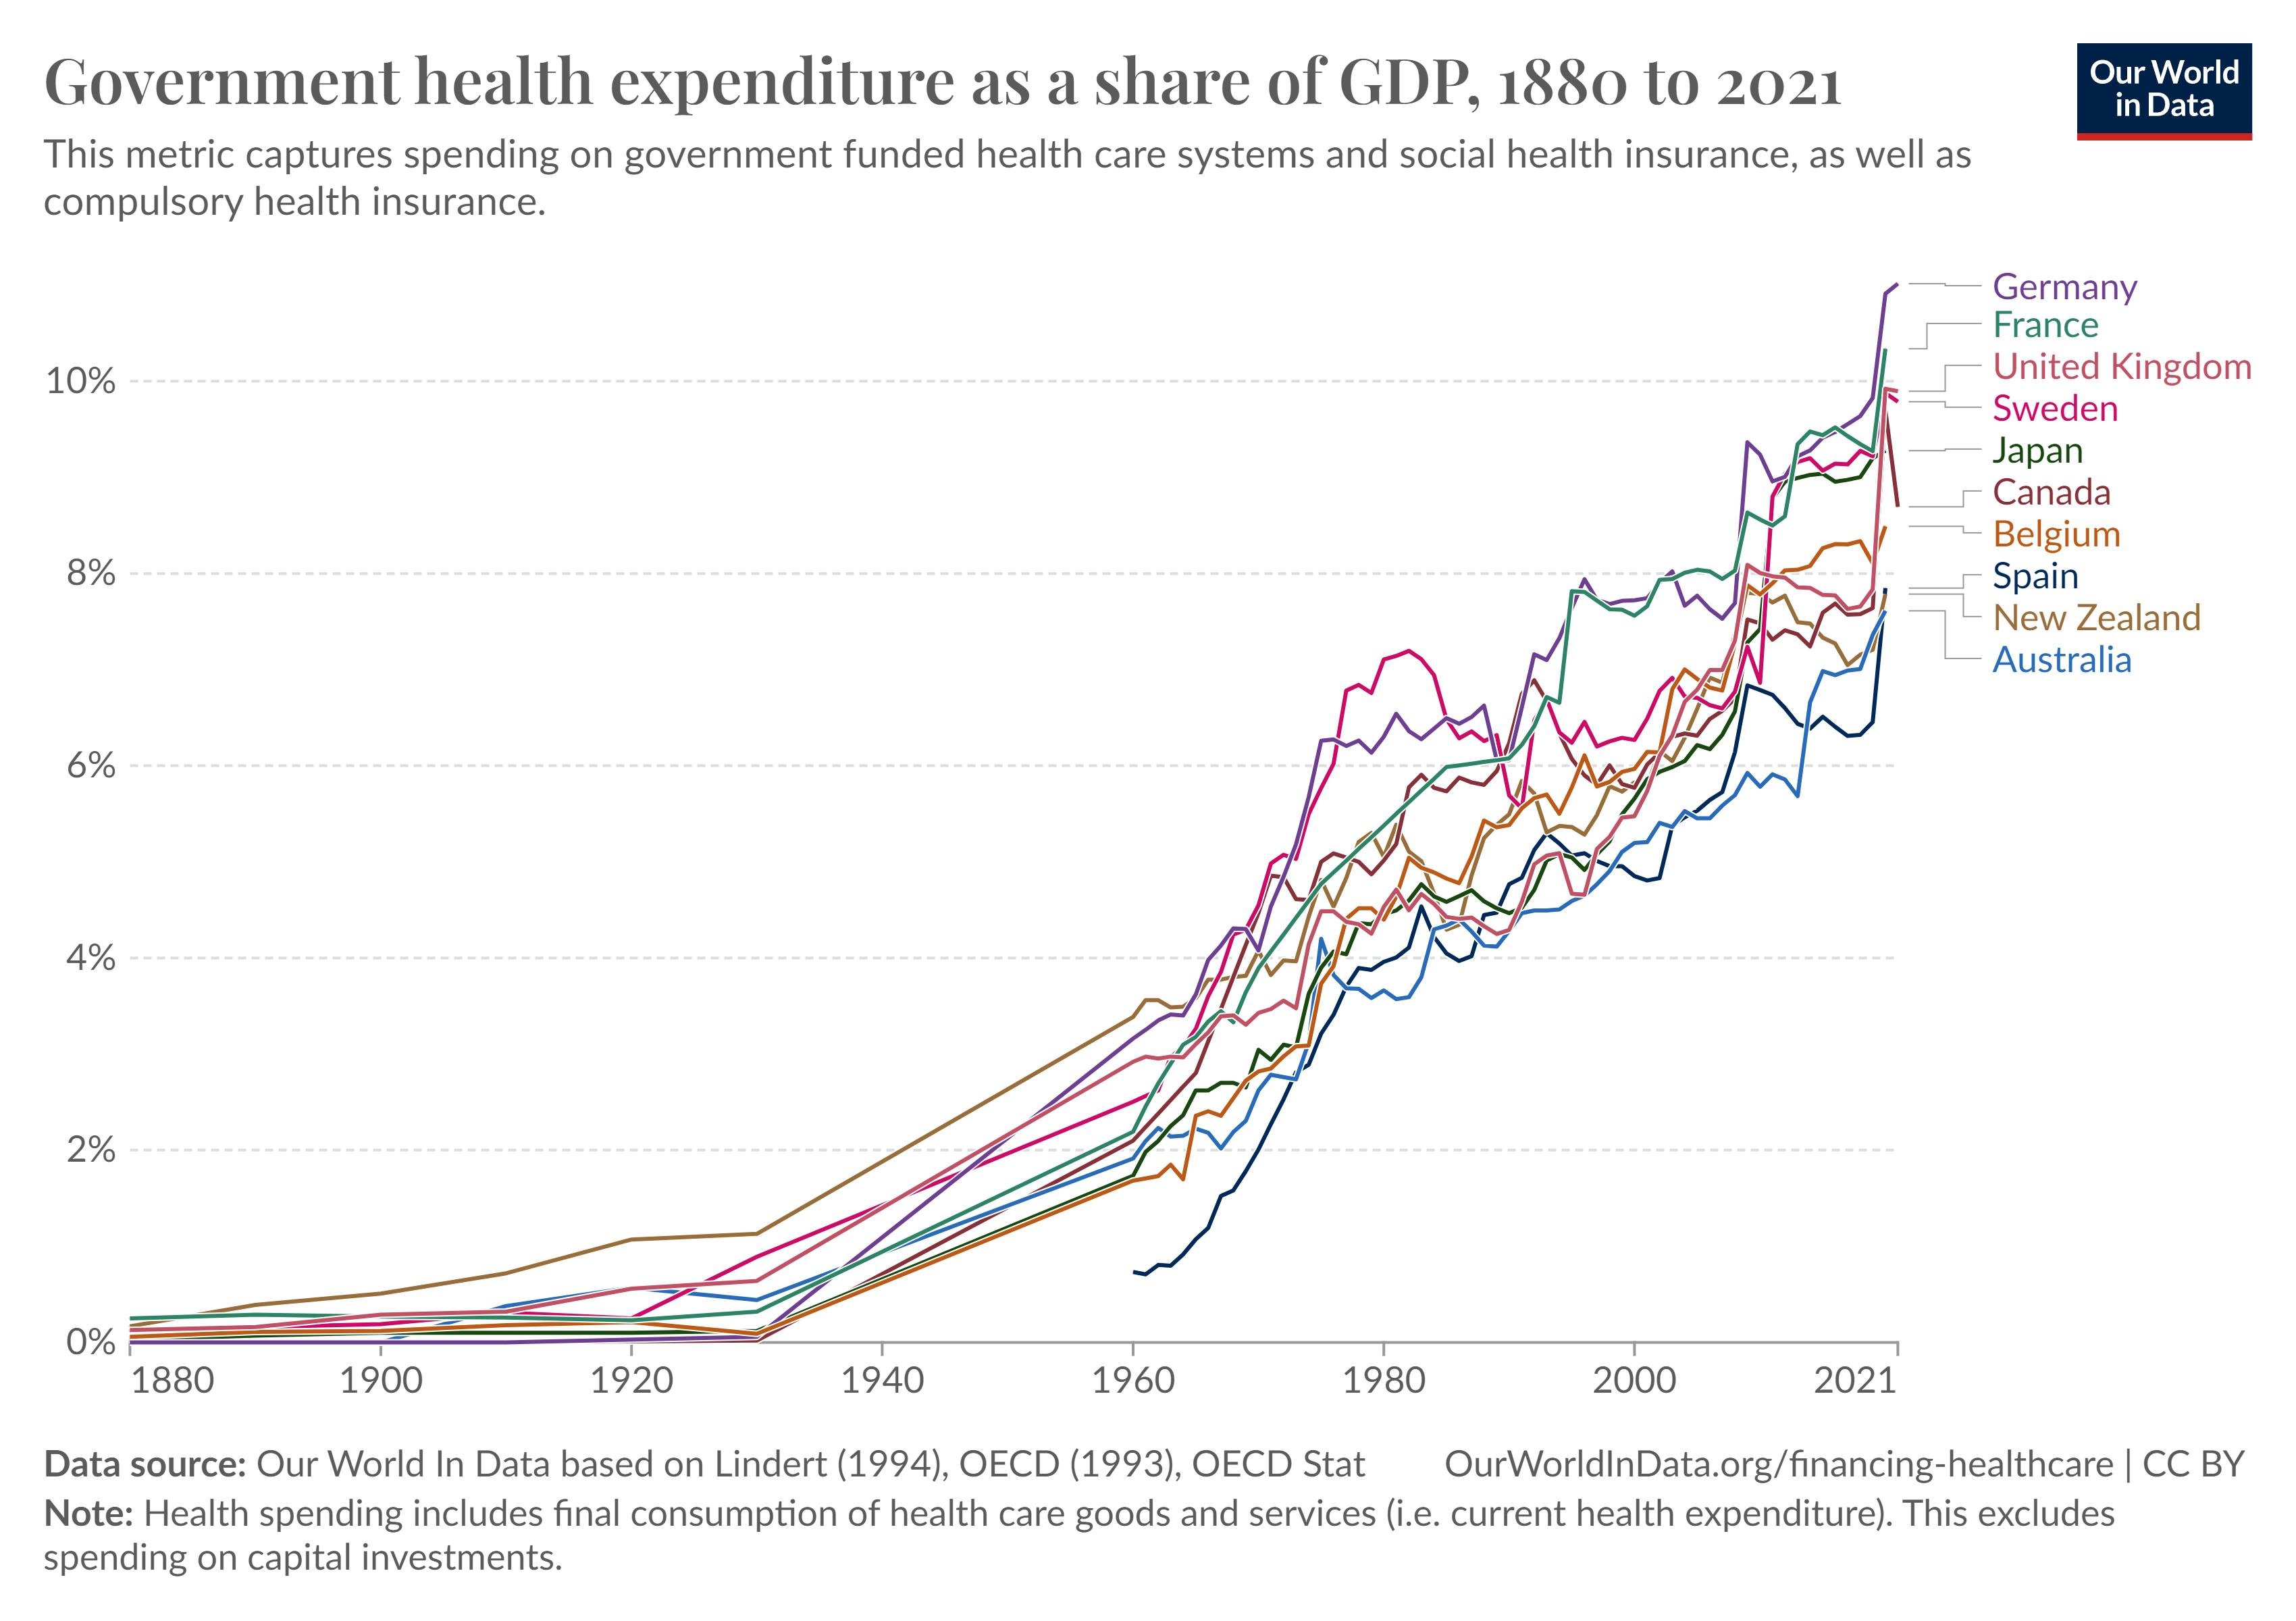 Government health expenditure as a share of GDP, 1880 to 2021
Our World
in Data
This metric captures spending on government funded health care systems and social health insurance, as well as
compulsory health insurance.
Germany
France
United Kingdom
Sweden
Japan
Canada
Belgium
Spain
New Zealand
Australia
10%
8%
6%
4%
2%
0%
1880
1900
1920
1940
1960
1980
2000
2021
Data source: Our World In Data based on Lindert (1994), OECD (1993), OECD Stat
OurWorldInData.org/financing-healthcare | CC BY
Note: Health spending includes final consumption of health care goods and services (i.e. current health expenditure). This excludes
spending on capital investments.